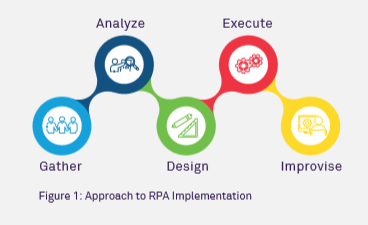 Analyze
Execute
Gather
Design
Improvise
Figure 1: Approach to RPA Implementation